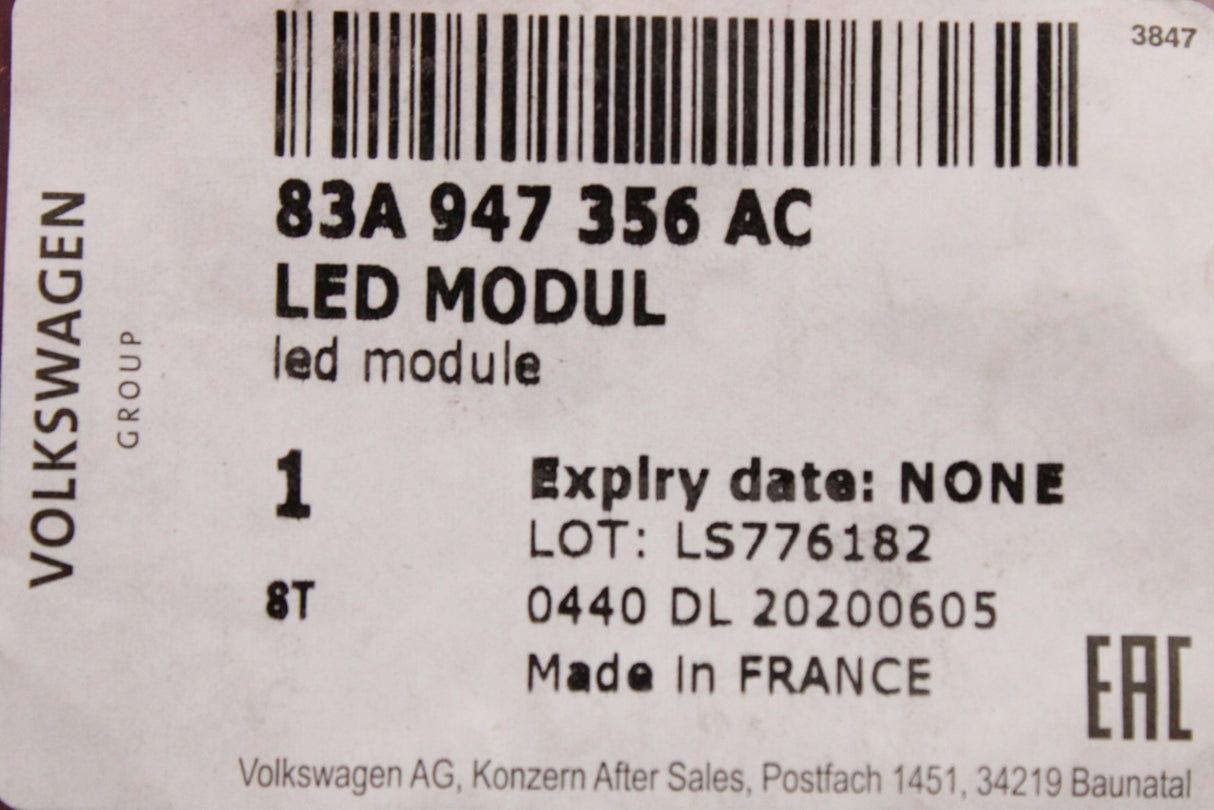 3847
83A 947 356 AC
LED MODUL
led module
VOLKSWAGEN
GROUP
1
Expiry date: NONE
LOT: LS776182
8T
0440 DL 20200605
Made in FRANCE
EAC
Volkswagen AG, Konzern After Sales, Postfach 1451, 34219 Baunatal